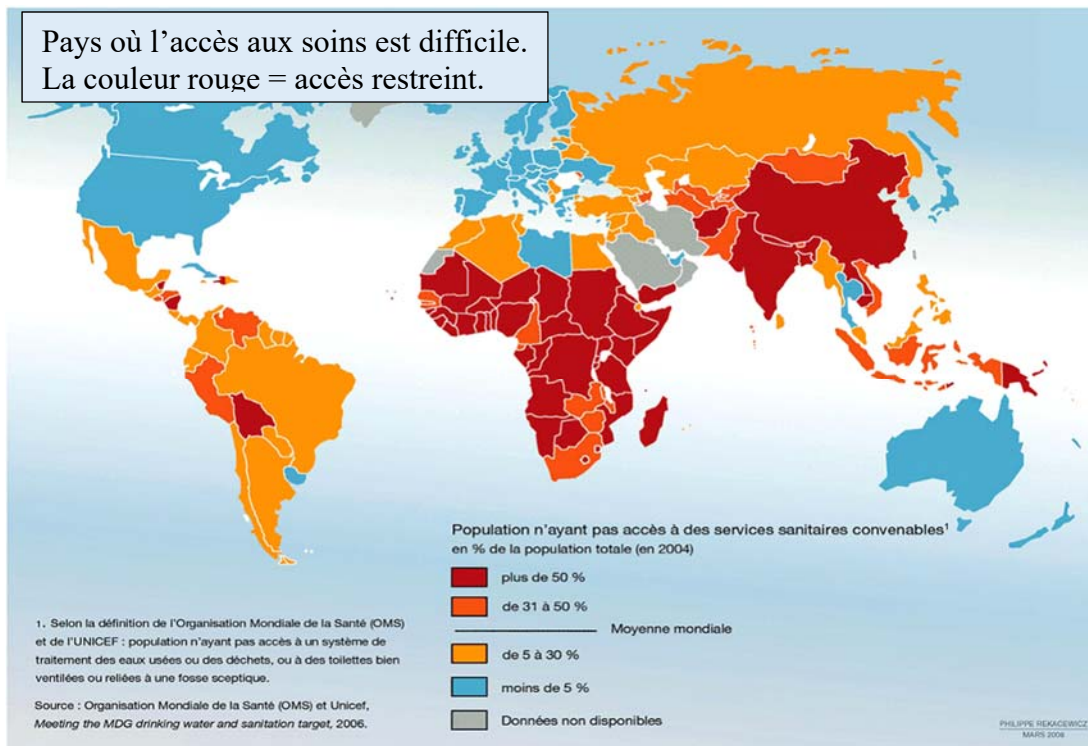 Pays où l’accès aux soins est difficile.
La couleur rouge = accès restreint.
Population n'ayant pas accès à des services sanitaires convenables¹
en % de la population totale (en 2004)
plus de 50 %
de 31 à 50 %
Moyenne mondiale
de 5 à 30 %
moins de 5 %
Données non disponibles
1. Selon la définition de l'Organisation Mondiale de la Santé (OMS)
et de l'UNICEF : population n'ayant pas accès à un système de
traitement des eaux usées ou des déchets, ou à des toilettes bien
ventilées ou reliées à une fosse sceptique.
Source : Organisation Mondiale de la Santé (OMS) et Unicef,
Meeting the MDG drinking water and sanitation target, 2006.
PHILIPPE REKACEWICZ
MARS 2008